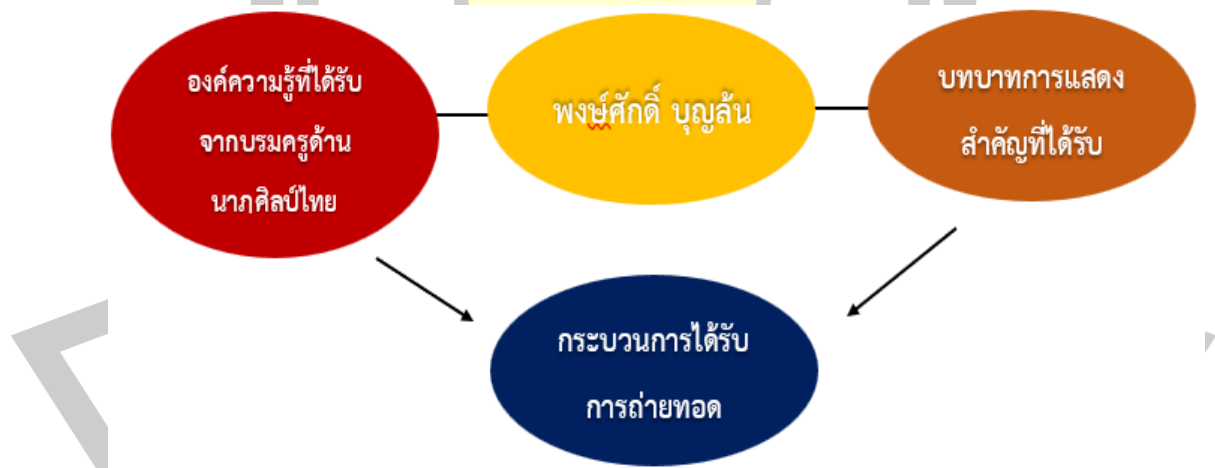 องค์ความรู้ที่ได้รับ
จากบรมครูด้าน
นาฏศิลป์ไทย
พงษ์ศักดิ์ บุญล้น
บทบาทการแสดง
สำคัญที่ได้รับ
กระบวนการได้รับ
การถ่ายทอด